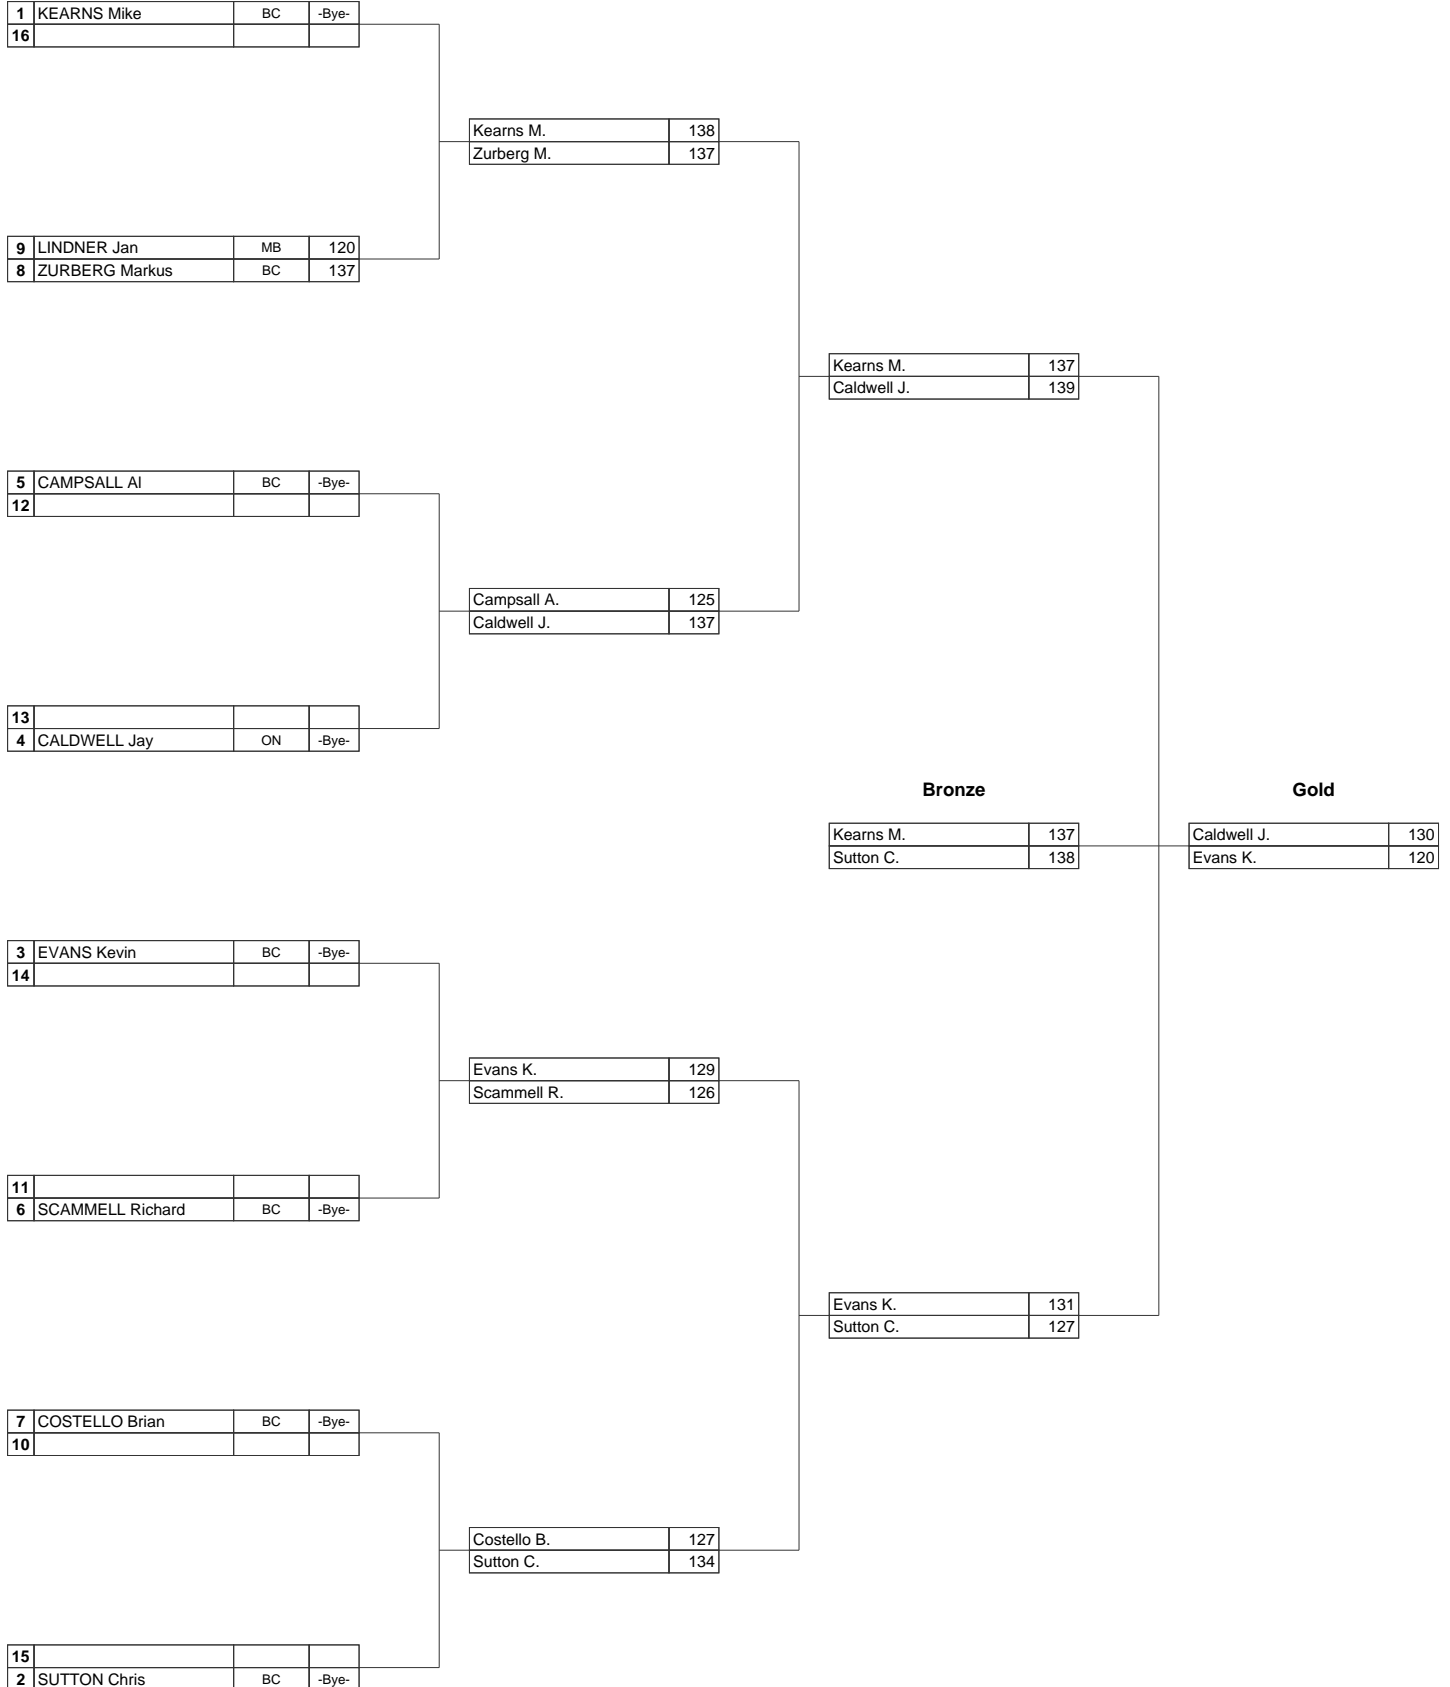 1 KEARNS Mike BC -Bye-
16
Kearns M. 138
Zurberg M. 137
9 LINDNER Jan MB 120
8 ZURBERG Markus BC 137
Kearns M. 137
Caldwell J. 139
5 CAMPSALL Al BC -Bye-
12
Campsall A. 125
Caldwell J. 137
13
4 CALDWELL Jay ON -Bye-
Bronze Gold
Kearns M. 137 Caldwell J. 130
Sutton C. 138 Evans K. 120
3 EVANS Kevin BC -Bye-
14
Evans K. 129
Scammell R. 126
11
6 SCAMMELL Richard BC -Bye-
Evans K. 131
Sutton C. 127
7 COSTELLO Brian BC -Bye-
10
Costello B. 127
Sutton C. 134
15
2 SUTTON Chris BC -Bye-